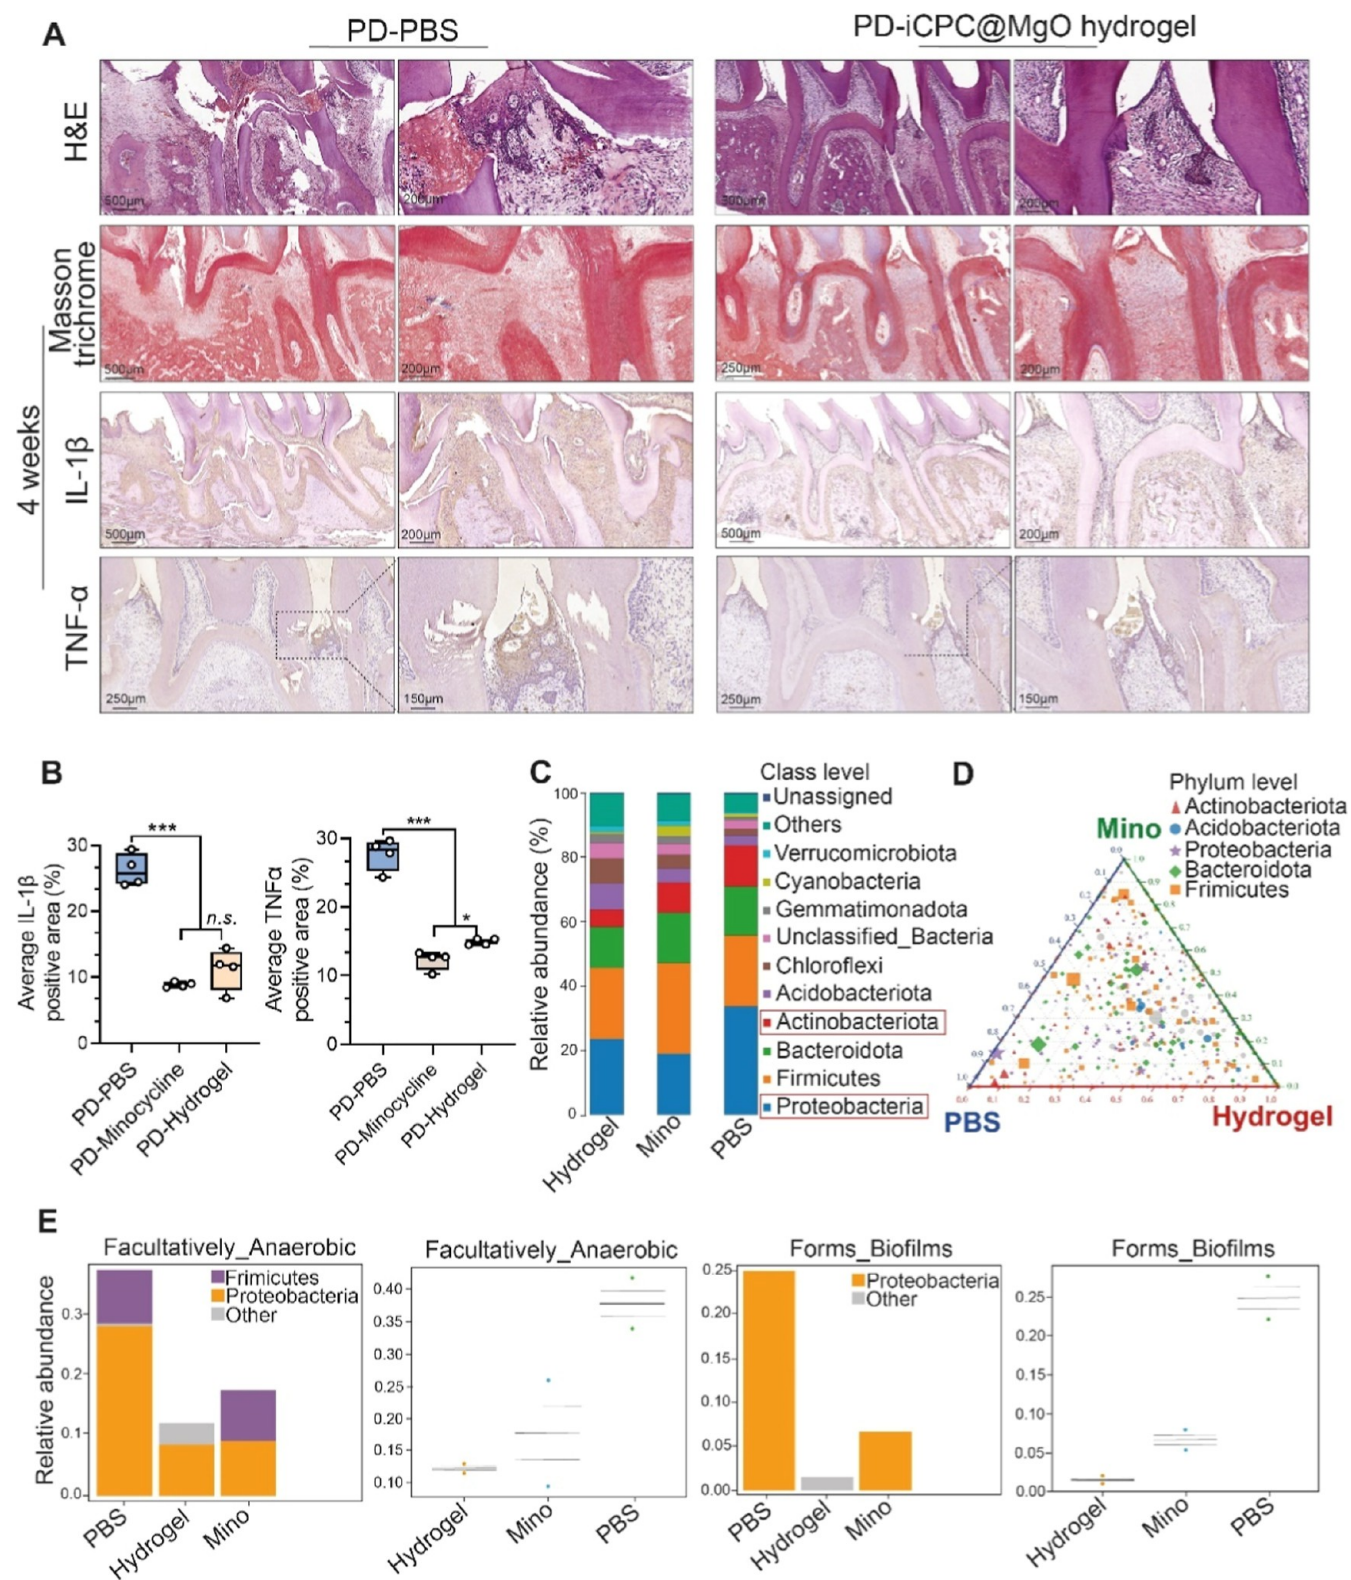 A
PD-PBS
PD-iCPC@MgO hydrogel
H&E
500µm
200µm
500µm
200µm
Masson
trichrome
500µm
200µm
250µm
200µm
4 weeks
IL-1β
500µm
200µm
500µm
200µm
TNF-α
250µm
150µm
250µm
150µm
B
Average IL-1β
positive area (%)
30
20
10
0
***
n.s.
PD-PBS
PD-Minocycline
PD-Hydrogel
Average TNFα
positive area (%)
30
20
10
0
***
*
PD-PBS
PD-Minocycline
PD-Hydrogel
C
Relative abundance (%)
100
80
60
40
20
0
Hydrogel
Mino
PBS
Class level
Unassigned
Others
Verrucomicrobiota
Cyanobacteria
Gemmatimonadota
Unclassified_Bacteria
Chloroflexi
Acidobacteriota
Actinobacteriota
Bacteroidota
Firmicutes
Proteobacteria
D
Phylum level
Actinobacteriota
Acidobacteriota
Proteobacteria
Bacteroidota
Frimicutes
Mino
PBS
Hydrogel
E
Relative abundance
Facultatively_Anaerobic
Frimicutes
Proteobacteria
Other
0.3
0.2
0.1
0.0
PBS
Hydrogel
Mino
Facultatively_Anaerobic
0.40
0.35
0.30
0.25
0.20
0.15
0.10
Hydrogel
Mino
PBS
Forms_Biofilms
Proteobacteria
Other
0.25
0.20
0.15
0.10
0.05
0.00
PBS
Hydrogel
Mino
Forms_Biofilms
0.25
0.20
0.15
0.10
0.05
0.00
Hydrogel
Mino
PBS